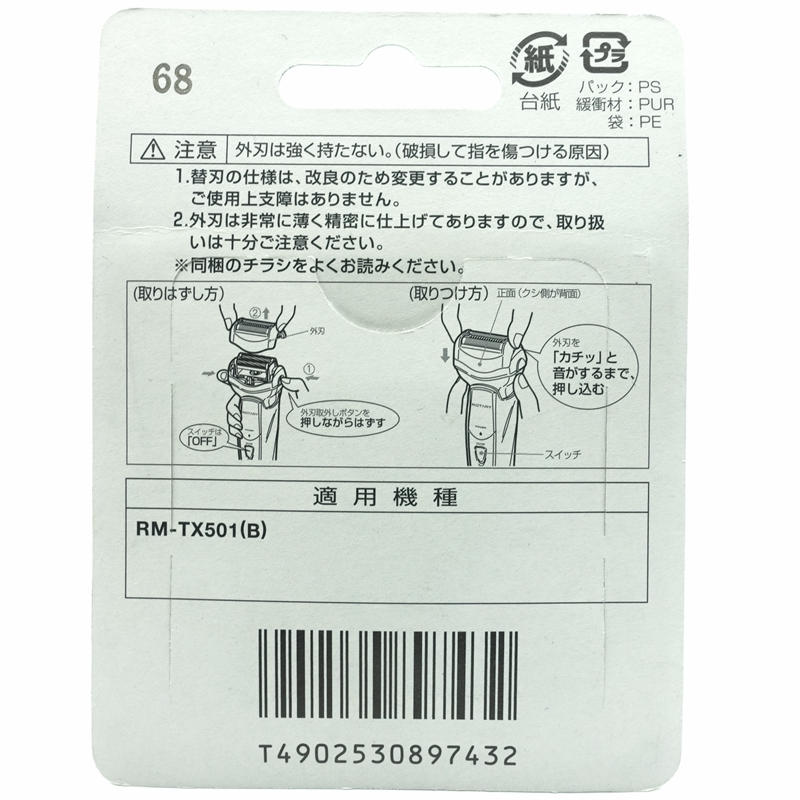 68
紙
プラ
台紙
パック：PS
緩衝材：PUR
袋：PE
注意 外刃は強く持たない。(破損して指を傷つける原因)
1.替刃の仕様は、改良のため変更することがありますが、
ご使用上支障はありません。
2.外刃は非常に薄く精密に仕上げてありますので、取り扱
いは十分ご注意ください。
※同梱のチラシをよくお読みください。
(取りはずし方)
②
外刃
①
外刃取外しボタンを
押しながらはずす
スイッチは
「OFF」
(取りつけ方)
正面(クシ側が背面)
外刃を
「カチッ」と
音がするまで、
押し込む
ROTARY
スイッチ
適用機種
RM-TX501(B)
T4902530897432